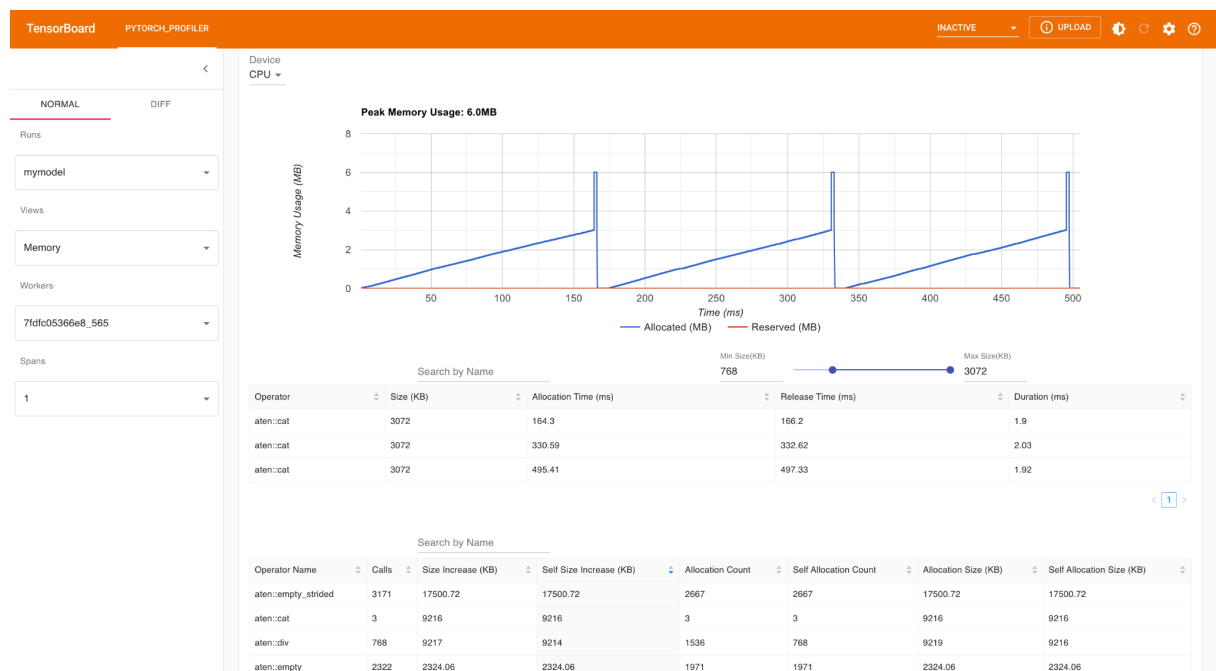 TensorBoard PYTORCH_PROFILER INACTIVE UPLOAD
Device
CPU
NORMAL DIFF
Runs
mymodel
Views
Memory
Workers
7fdfc05366e8_565
Spans
1
Peak Memory Usage: 6.0MB
Memory Usage (MB)
8
6
4
2
0
50 100 150 200 250 300 350 400 450 500
Time (ms)
Allocated (MB) Reserved (MB)
Min Size(KB) Max Size(KB)
Search by Name 768 3072
Operator Size (KB) Allocation Time (ms) Release Time (ms) Duration (ms)
aten::cat 3072 164.3 166.2 1.9
aten::cat 3072 330.59 332.62 2.03
aten::cat 3072 495.41 497.33 1.92
< 1 >
Search by Name
Operator Name Calls Size Increase (KB) Self Size Increase (KB) Allocation Count Self Allocation Count Allocation Size (KB) Self Allocation Size (KB)
aten::empty_strided 3171 17500.72 17500.72 2667 2667 17500.72 17500.72
aten::cat 3 9216 9216 3 3 9216 9216
aten::div 768 9217 9214 1536 768 9219 9216
aten::empty 2322 2324.06 2324.06 1971 1971 2324.06 2324.06